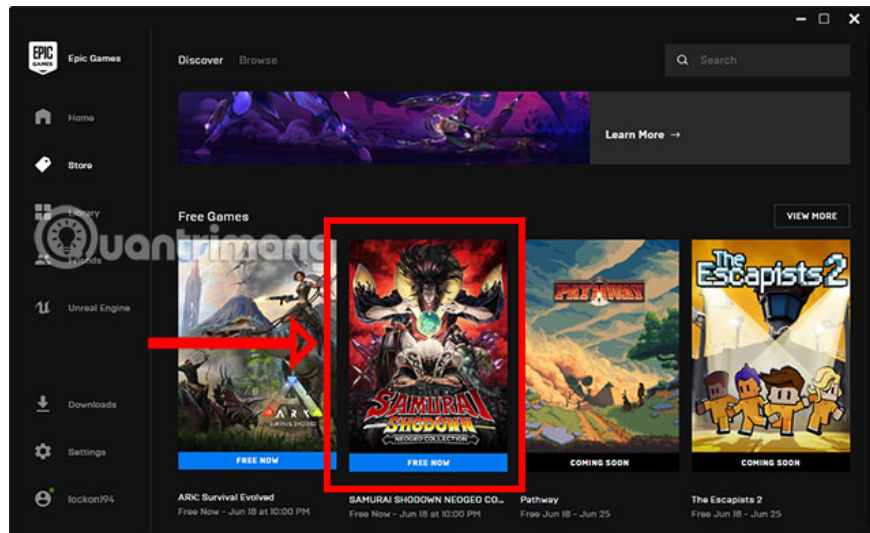 EPIC
GAMES
Epic Games
Discover
Browse
Search
Home
Learn More →
Store
Library
Free Games
VIEW MORE
Quantrimang
Friends
Unreal Engine
ARK
SURVIVAL EVOLVED
SAMURAI
SHODOWN
NEOGEO COLLECTION
PATHWAY
The
Escapists 2
FREE NOW
FREE NOW
COMING SOON
COMING SOON
Downloads
Settings
lockon194
ARK: Survival Evolved
Free Now - Jun 18 at 10:00 PM
SAMURAI SHODOWN NEOGEO CO...
Free Now - Jun 18 at 10:00 PM
Pathway
Free Jun 18 - Jun 25
The Escapists 2
Free Jun 18 - Jun 25